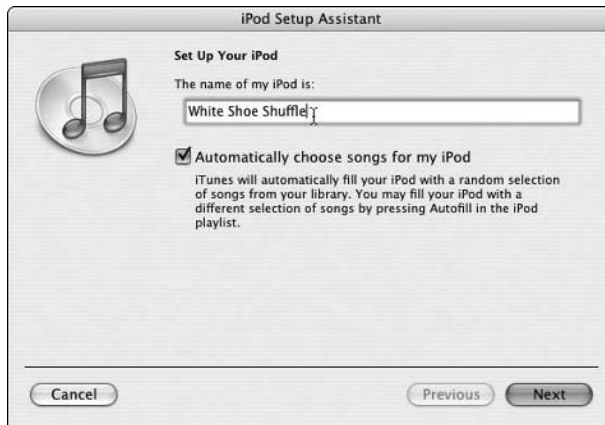 iPod Setup Assistant
Set Up Your iPod
The name of my iPod is:
White Shoe Shuffle
Automatically choose songs for my iPod
iTunes will automatically fill your iPod with a random selection
of songs from your library. You may fill your iPod with a
different selection of songs by pressing Autofill in the iPod
playlist.
Cancel
Previous
Next